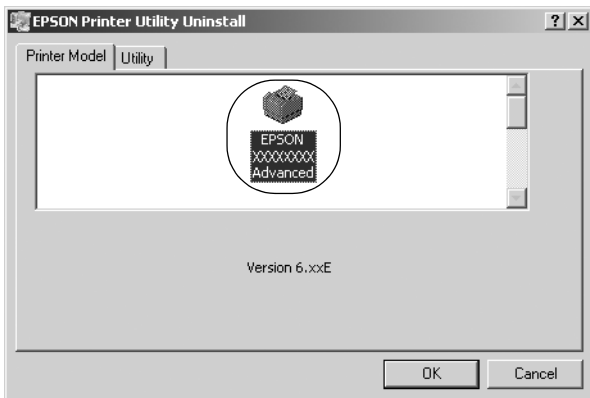 EPSON Printer Utility Uninstall
Printer Model
Utility
EPSON
XXXXXXXX
Advanced
Version 6.xxE
OK
Cancel